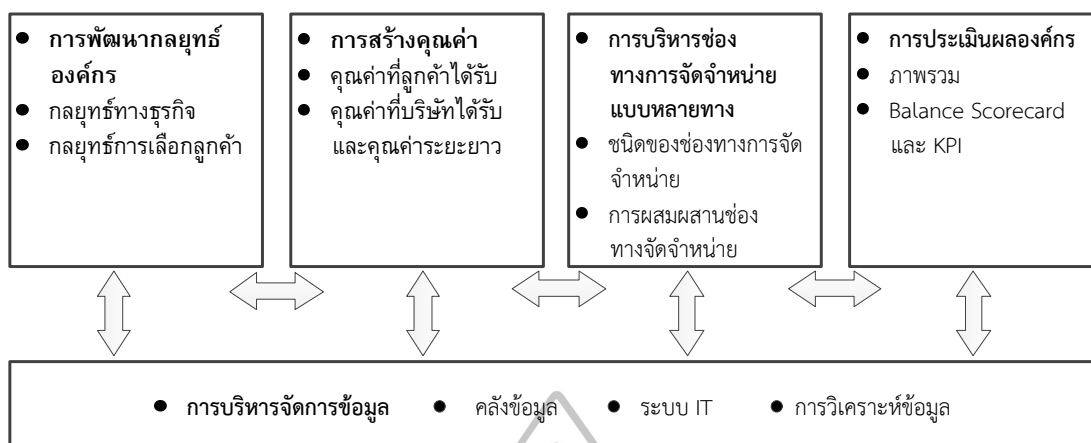 ● การพัฒนากลยุทธ์
องค์กร
● กลยุทธ์ทางธุรกิจ
● กลยุทธ์การเลือกลูกค้า
● การสร้างคุณค่า
● คุณค่าที่ลูกค้าได้รับ
● คุณค่าที่บริษัทได้รับ
และคุณค่าระยะยาว
● การบริหารช่อง
ทางการจัดจำหน่าย
แบบหลายทาง
● ชนิดของช่องทางการจัด
จำหน่าย
● การผสมผสานช่อง
ทางจัดจำหน่าย
● การประเมินผลองค์กร
● ภาพรวม
● Balance Scorecard
และ KPI
● การบริหารจัดการข้อมูล ● คลังข้อมูล ● ระบบ IT ● การวิเคราะห์ข้อมูล